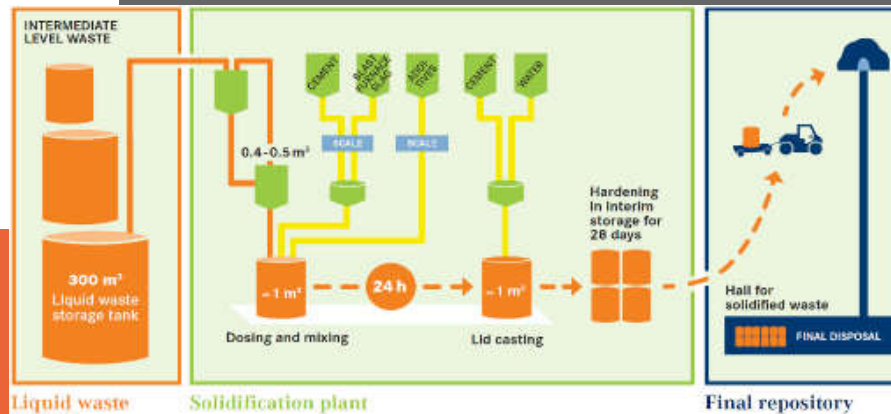 INTERMEDIATE
LEVEL WASTE
300 m³
Liquid waste
storage tank
Liquid waste
CEMENT
BLAST
FURNACE
SLAG
ADDI-
TIVES
CEMENT
WATER
SCALE
SCALE
0.4-0.5 m³
~1 m³
24 h
~1 m³
Dosing and mixing
Lid casting
Hardening
in interim
storage for
28 days
Solidification plant
Hall for
solidified waste
FINAL DISPOSAL
Final repository